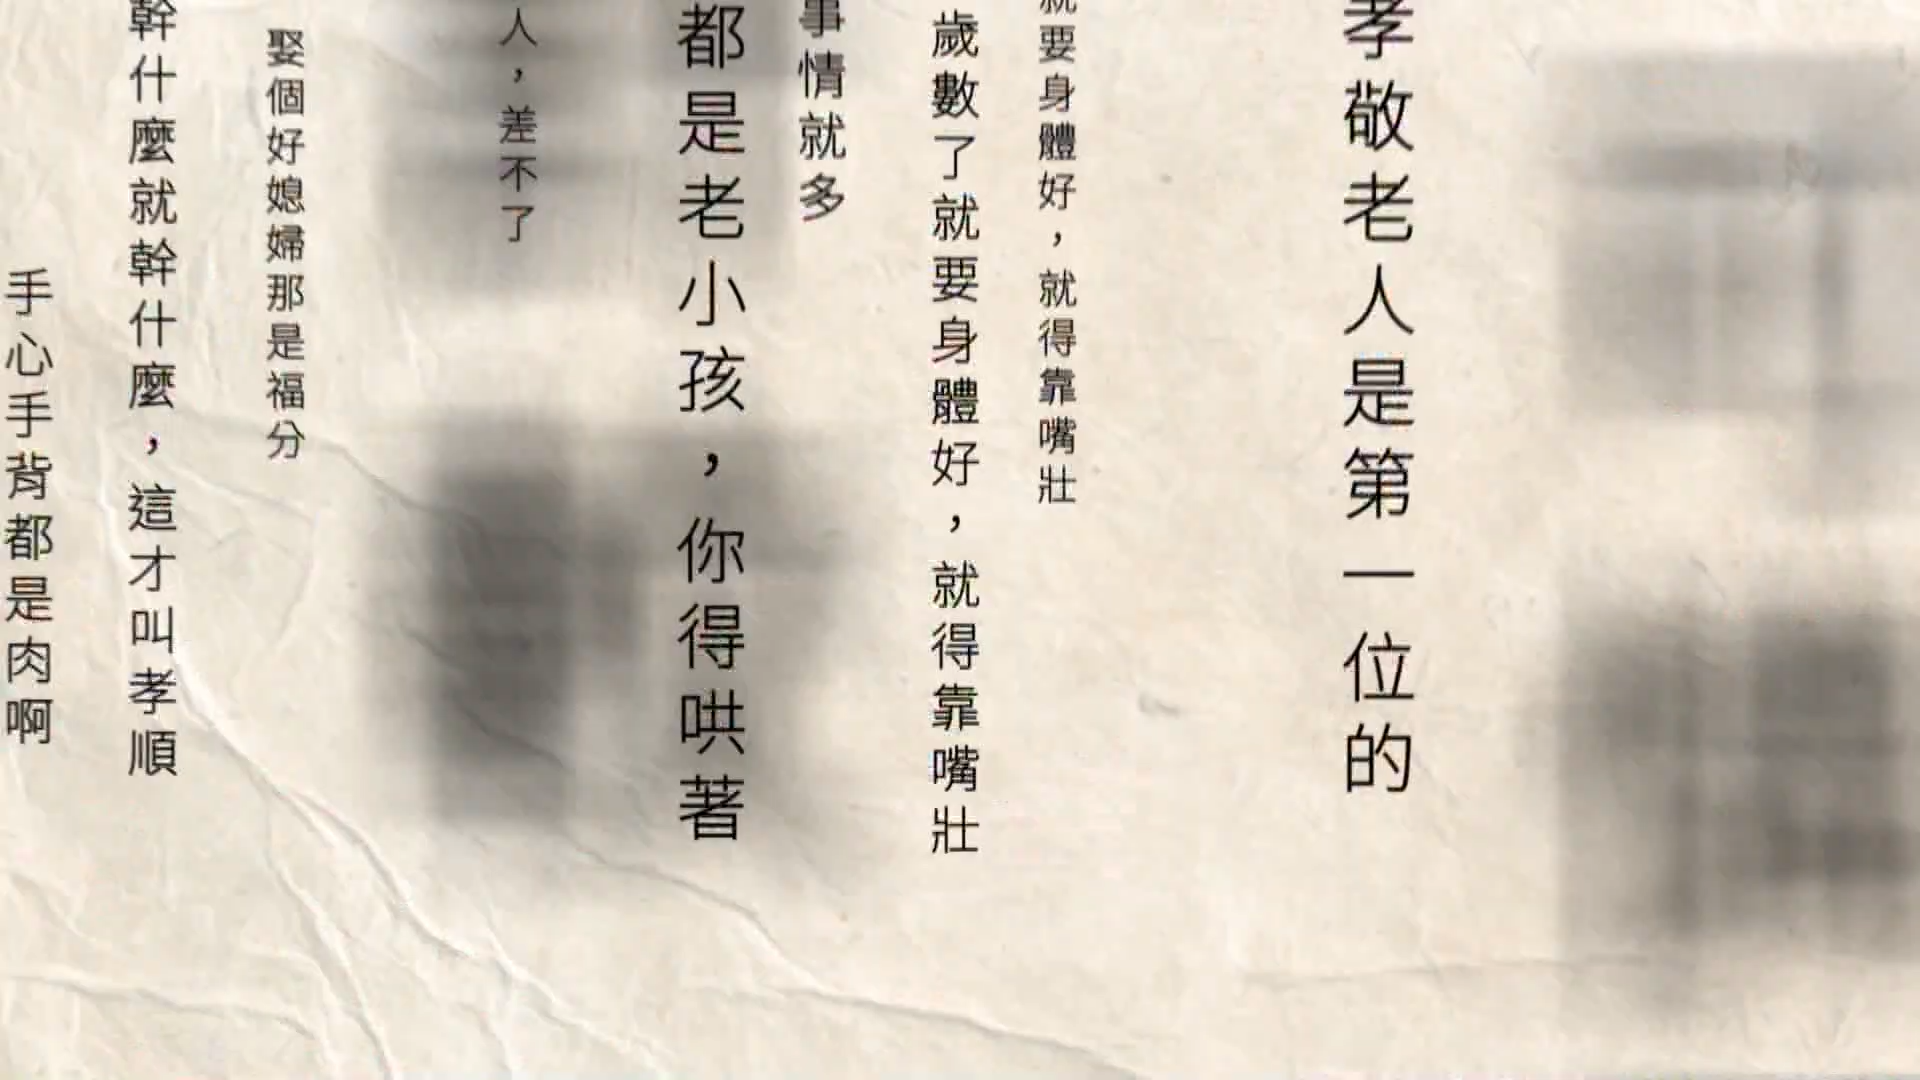 孝敬老人是第一位的
就要身體好，就得靠嘴壯
歲數了就要身體好，就得靠嘴壯
事情就多
都是老小孩，你得哄著
人，差不了
娶個好媳婦那是福分
幹什麼就幹什麼，這才叫孝順
手心手背都是肉啊